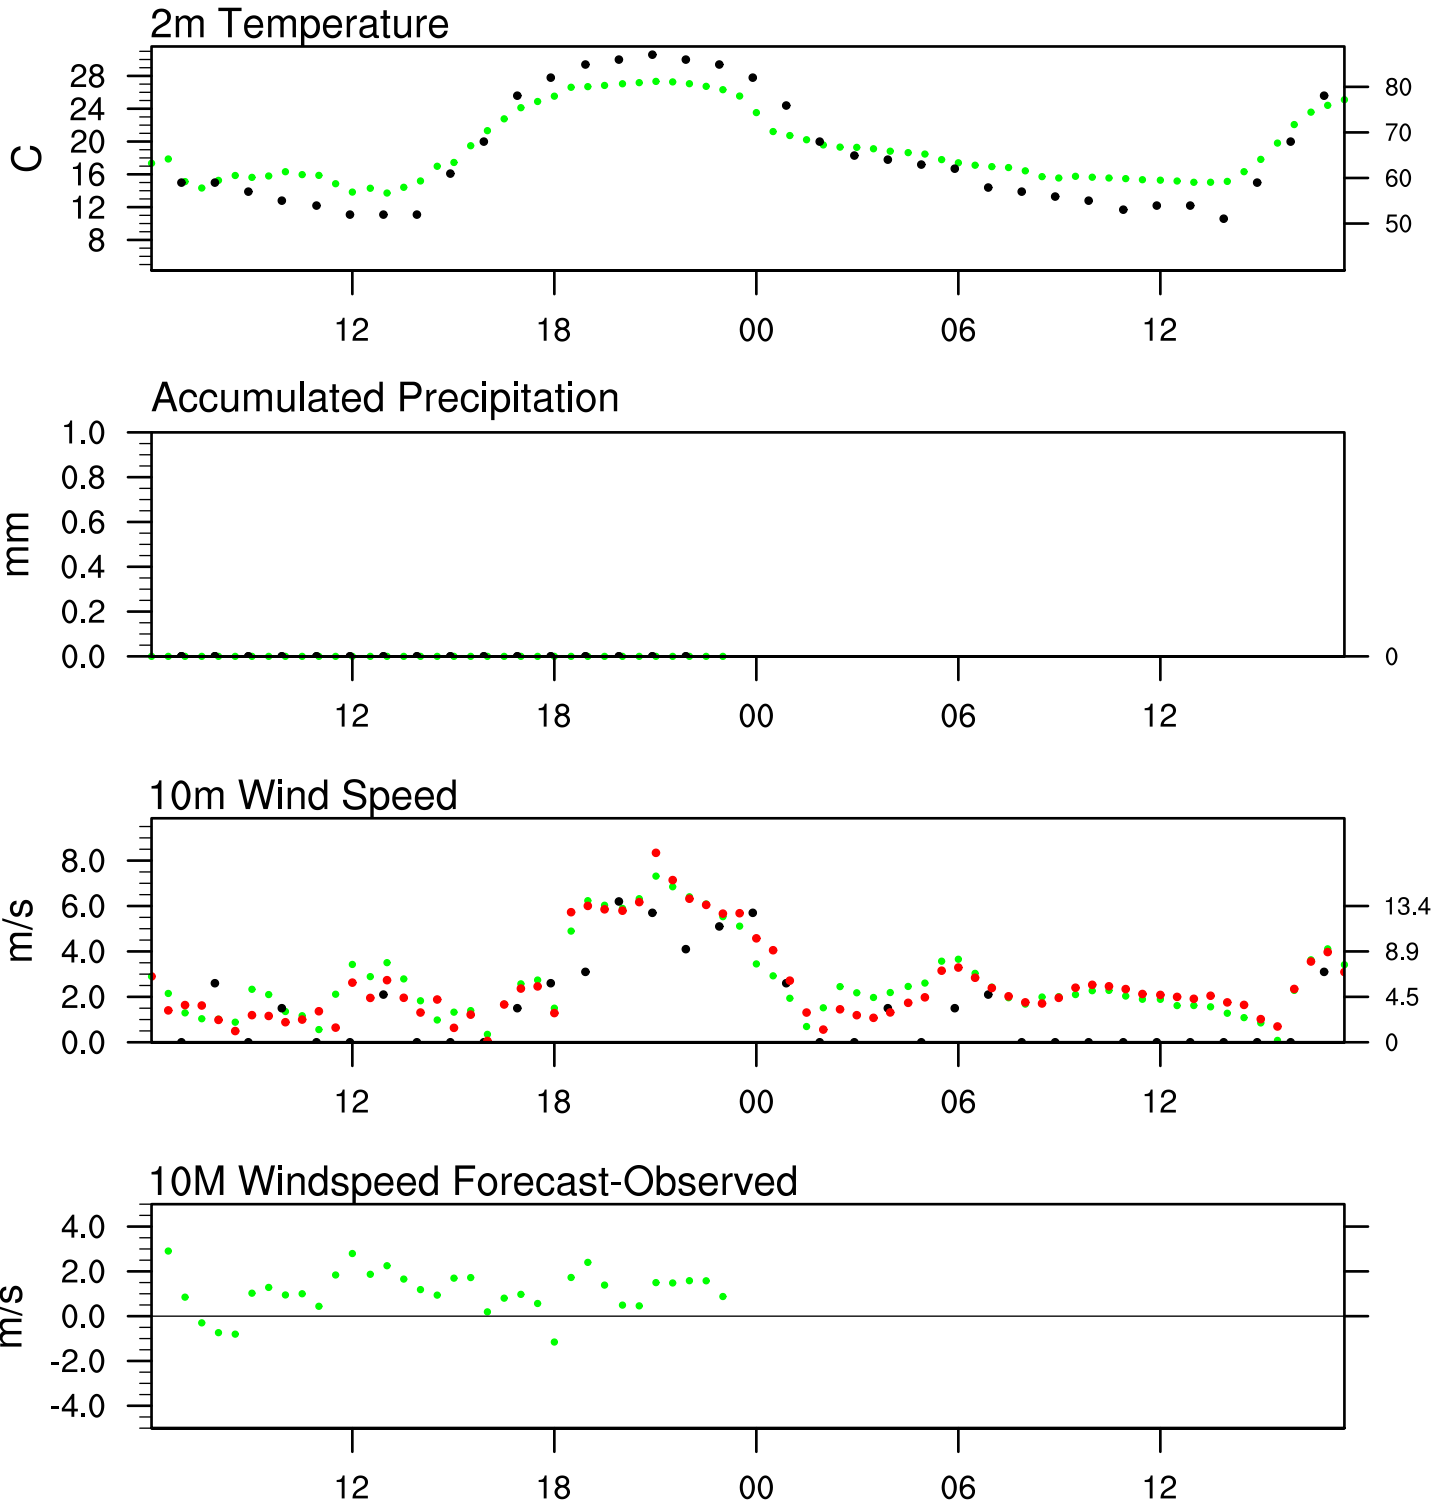 2m Temperature
C
28
24
20
16
12
8
80
70
60
50
12 18 00 06 12
Accumulated Precipitation
mm
1.0
0.8
0.6
0.4
0.2
0.0
0
12 18 00 06 12
10m Wind Speed
m/s
8.0
6.0
4.0
2.0
0.0
13.4
8.9
4.5
0
12 18 00 06 12
10M Windspeed Forecast-Observed
m/s
4.0
2.0
0.0
-2.0
-4.0
12 18 00 06 12